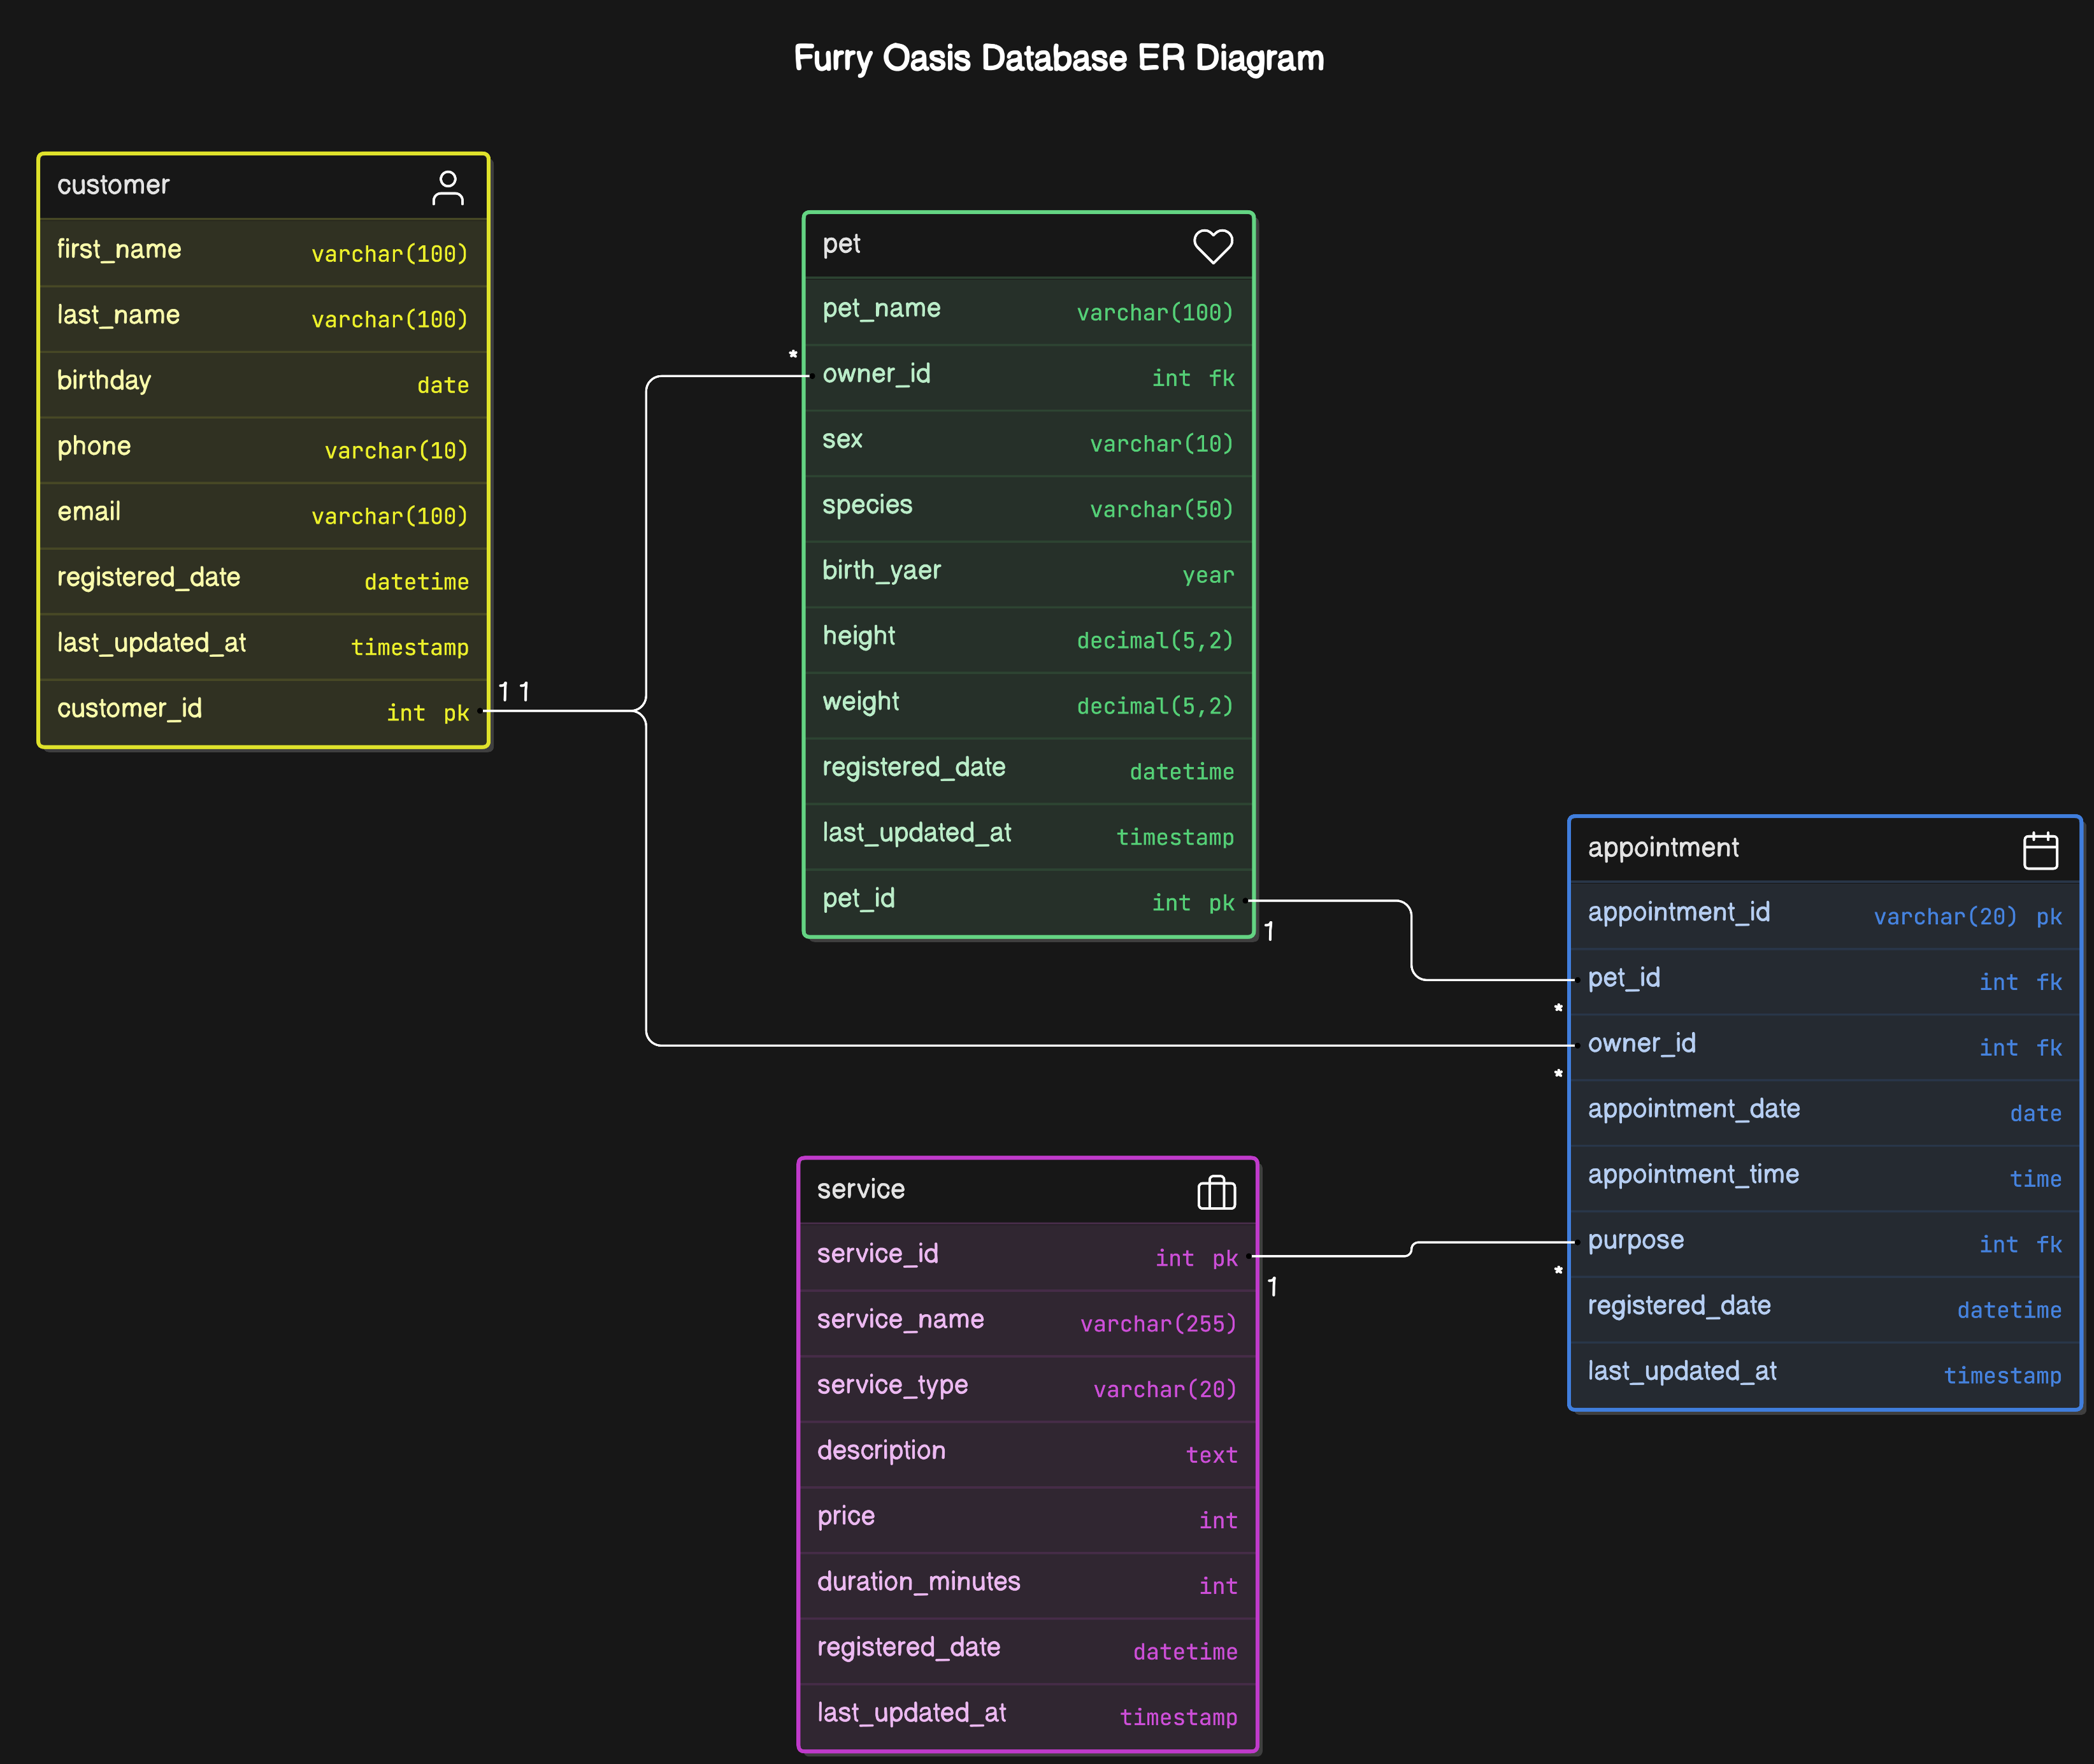 Furry Oasis Database ER Diagram
customer
first_name varchar(100)
last_name varchar(100)
birthday date
phone varchar(10)
email varchar(100)
registered_date datetime
last_updated_at timestamp
customer_id int pk
1 1
pet
pet_name varchar(100)
*
owner_id int fk
sex varchar(10)
species varchar(50)
birth_yaer year
height decimal(5,2)
weight decimal(5,2)
registered_date datetime
last_updated_at timestamp
pet_id int pk
1
appointment
appointment_id varchar(20) pk
pet_id int fk
*
owner_id int fk
*
appointment_date date
appointment_time time
purpose int fk
*
registered_date datetime
last_updated_at timestamp
service
service_id int pk
1
service_name varchar(255)
service_type varchar(20)
description text
price int
duration_minutes int
registered_date datetime
last_updated_at timestamp